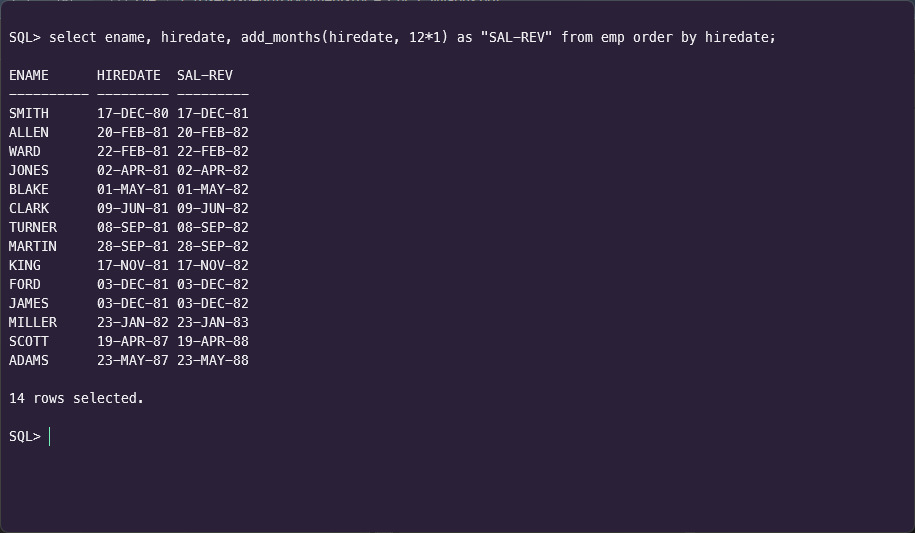 SQL> select ename, hiredate, add_months(hiredate, 12*1) as "SAL-REV" from emp order by hiredate;
ENAME      HIREDATE  SAL-REV
---------- --------- ---------
SMITH      17-DEC-80 17-DEC-81
ALLEN      20-FEB-81 20-FEB-82
WARD       22-FEB-81 22-FEB-82
JONES      02-APR-81 02-APR-82
BLAKE      01-MAY-81 01-MAY-82
CLARK      09-JUN-81 09-JUN-82
TURNER     08-SEP-81 08-SEP-82
MARTIN     28-SEP-81 28-SEP-82
KING       17-NOV-81 17-NOV-82
FORD       03-DEC-81 03-DEC-82
JAMES      03-DEC-81 03-DEC-82
MILLER     23-JAN-82 23-JAN-83
SCOTT      19-APR-87 19-APR-88
ADAMS      23-MAY-87 23-MAY-88
14 rows selected.
SQL>